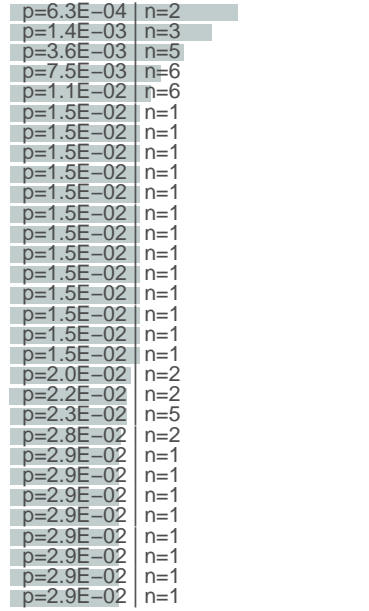 p=6.3E−04 | n=2
p=1.4E−03 | n=3
p=3.6E−03 | n=5
p=7.5E−03 | n=6
p=1.1E−02 | n=6
p=1.5E−02 | n=1
p=1.5E−02 | n=1
p=1.5E−02 | n=1
p=1.5E−02 | n=1
p=1.5E−02 | n=1
p=1.5E−02 | n=1
p=1.5E−02 | n=1
p=1.5E−02 | n=1
p=1.5E−02 | n=1
p=1.5E−02 | n=1
p=1.5E−02 | n=1
p=1.5E−02 | n=1
p=1.5E−02 | n=1
p=2.0E−02 | n=2
p=2.2E−02 | n=2
p=2.3E−02 | n=5
p=2.8E−02 | n=2
p=2.9E−02 | n=1
p=2.9E−02 | n=1
p=2.9E−02 | n=1
p=2.9E−02 | n=1
p=2.9E−02 | n=1
p=2.9E−02 | n=1
p=2.9E−02 | n=1
p=2.9E−02 | n=1